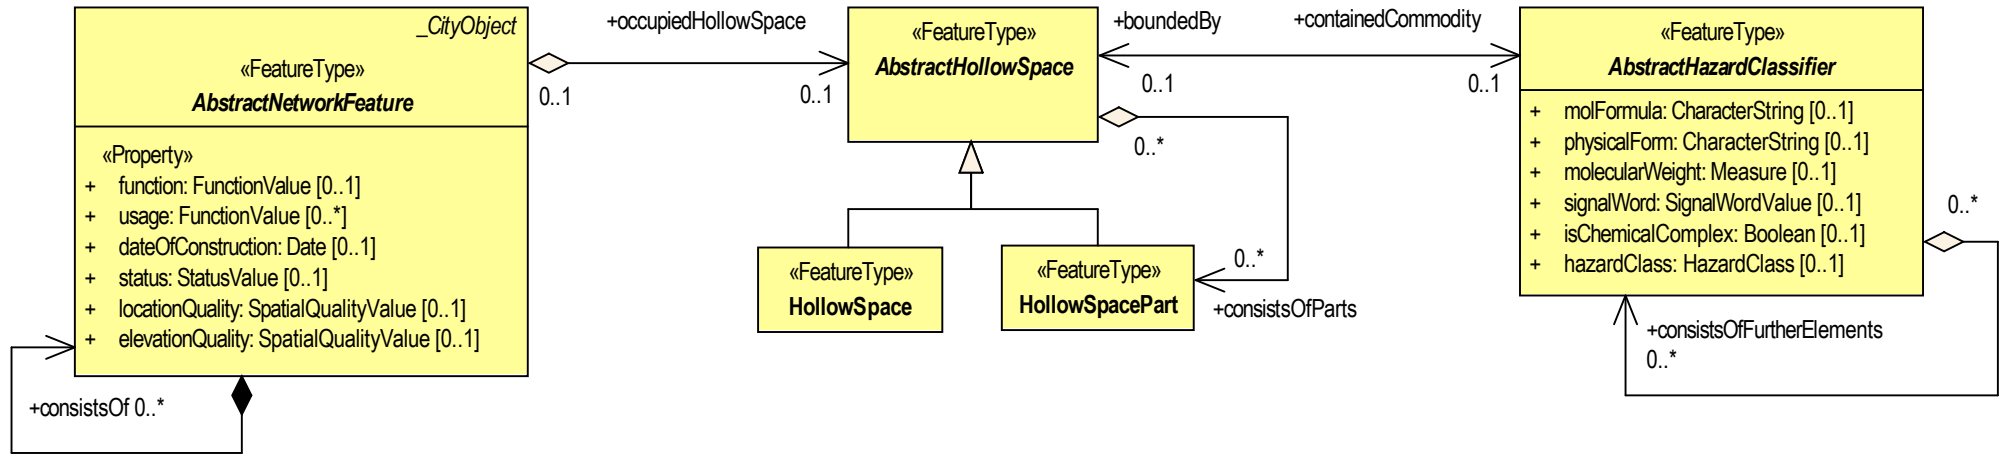 _CityObject
«FeatureType»
AbstractNetworkFeature
«Property»
+ function: FunctionValue [0..1]
+ usage: FunctionValue [0..*]
+ dateOfConstruction: Date [0..1]
+ status: StatusValue [0..1]
+ locationQuality: SpatialQualityValue [0..1]
+ elevationQuality: SpatialQualityValue [0..1]
+consistsOf 0..*
+occupiedHollowSpace
0..1
0..1
«FeatureType»
AbstractHollowSpace
0..*
«FeatureType»
HollowSpace
«FeatureType»
HollowSpacePart
0..*
+consistsOfParts
+boundedBy
0..1
+containedCommodity
0..1
«FeatureType»
AbstractHazardClassifier
+ molFormula: CharacterString [0..1]
+ physicalForm: CharacterString [0..1]
+ molecularWeight: Measure [0..1]
+ signalWord: SignalWordValue [0..1]
+ isChemicalComplex: Boolean [0..1]
+ hazardClass: HazardClass [0..1]
0..*
+consistsOfFurtherElements
0..*